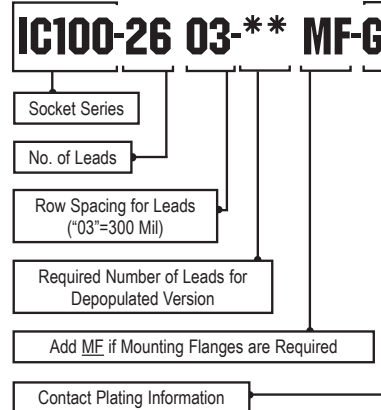 IC100-26 03-** MF-G
Socket Series
No. of Leads
Row Spacing for Leads
(“03”=300 Mil)
Required Number of Leads for
Depopulated Version
Add MF if Mounting Flanges are Required
Contact Plating Information